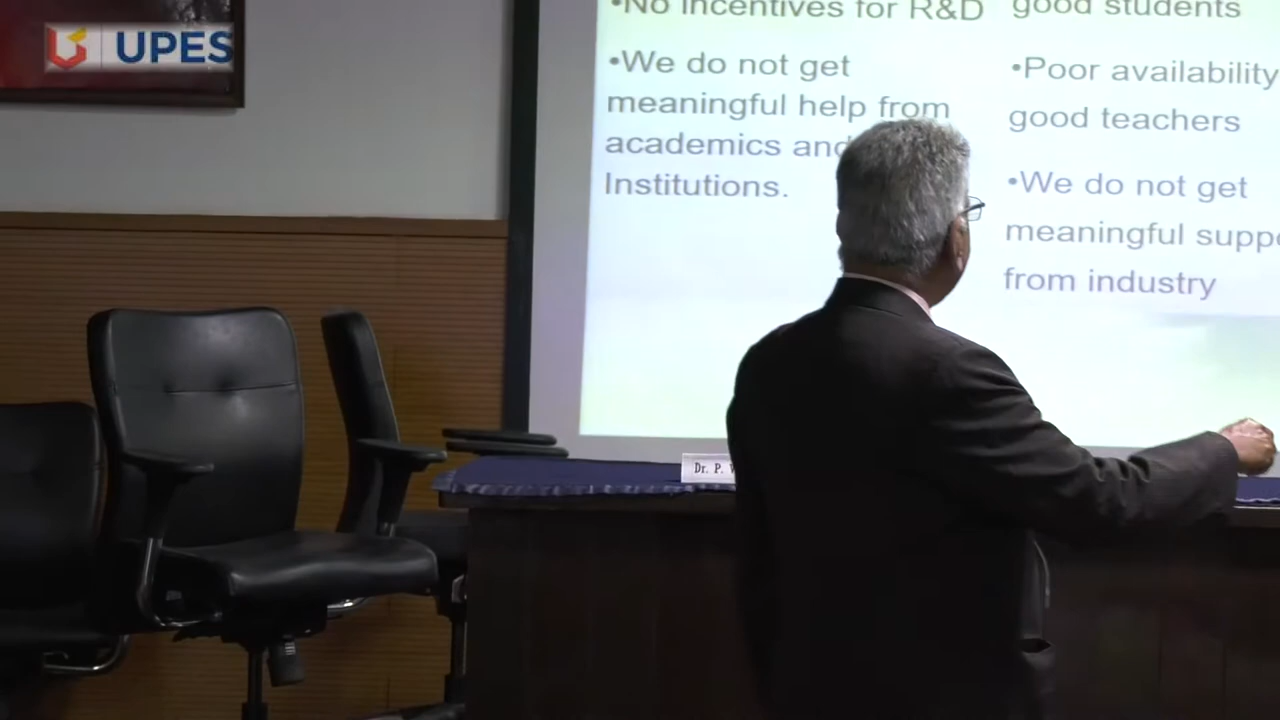 UPES
•No incentives for R&D
•We do not get
meaningful help from
academics and
Institutions.
good students
•Poor availability
good teachers
•We do not get
meaningful
from industry
Dr. P.